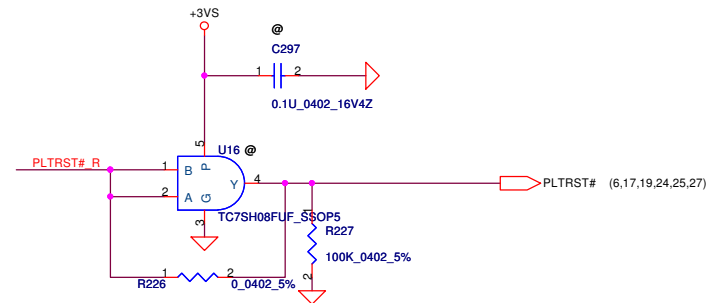 +3VS
@
C297
1
2
0.1U_0402_16V4Z
5
U16 @
PLTRST#_R
1
B
P
Y
4
PLTRST# (6,17,19,24,25,27)
2
A
G
3
TC7SH08FUF_SSOP5
1
R227
100K_0402_5%
2
1
R226
2
0_0402_5%